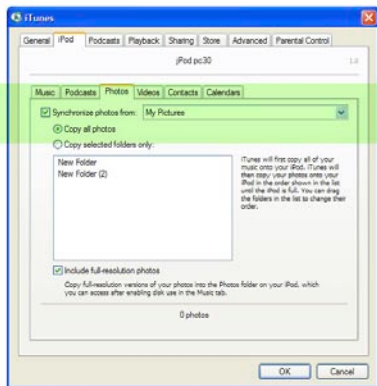 iTunes
General iPod Podcasts Playback Sharing Store Advanced Parental Control
iPod pc30
Music Podcasts Photos Videos Contacts Calendars
Synchronize photos from: My Pictures
Copy all photos
Copy selected folders only:
New Folder
New Folder (2)
iTunes will first copy all of your
music onto your iPod. iTunes will
then copy your photos onto your
iPod in the order shown in the list
until the iPod is full. You can drag
the folders in the list to change their
order.
Include full-resolution photos
Copy full-resolution versions of your photos into the Photos folder on your iPod, which
you can access after enabling disk use in the Music tab.
0 photos
OK Cancel